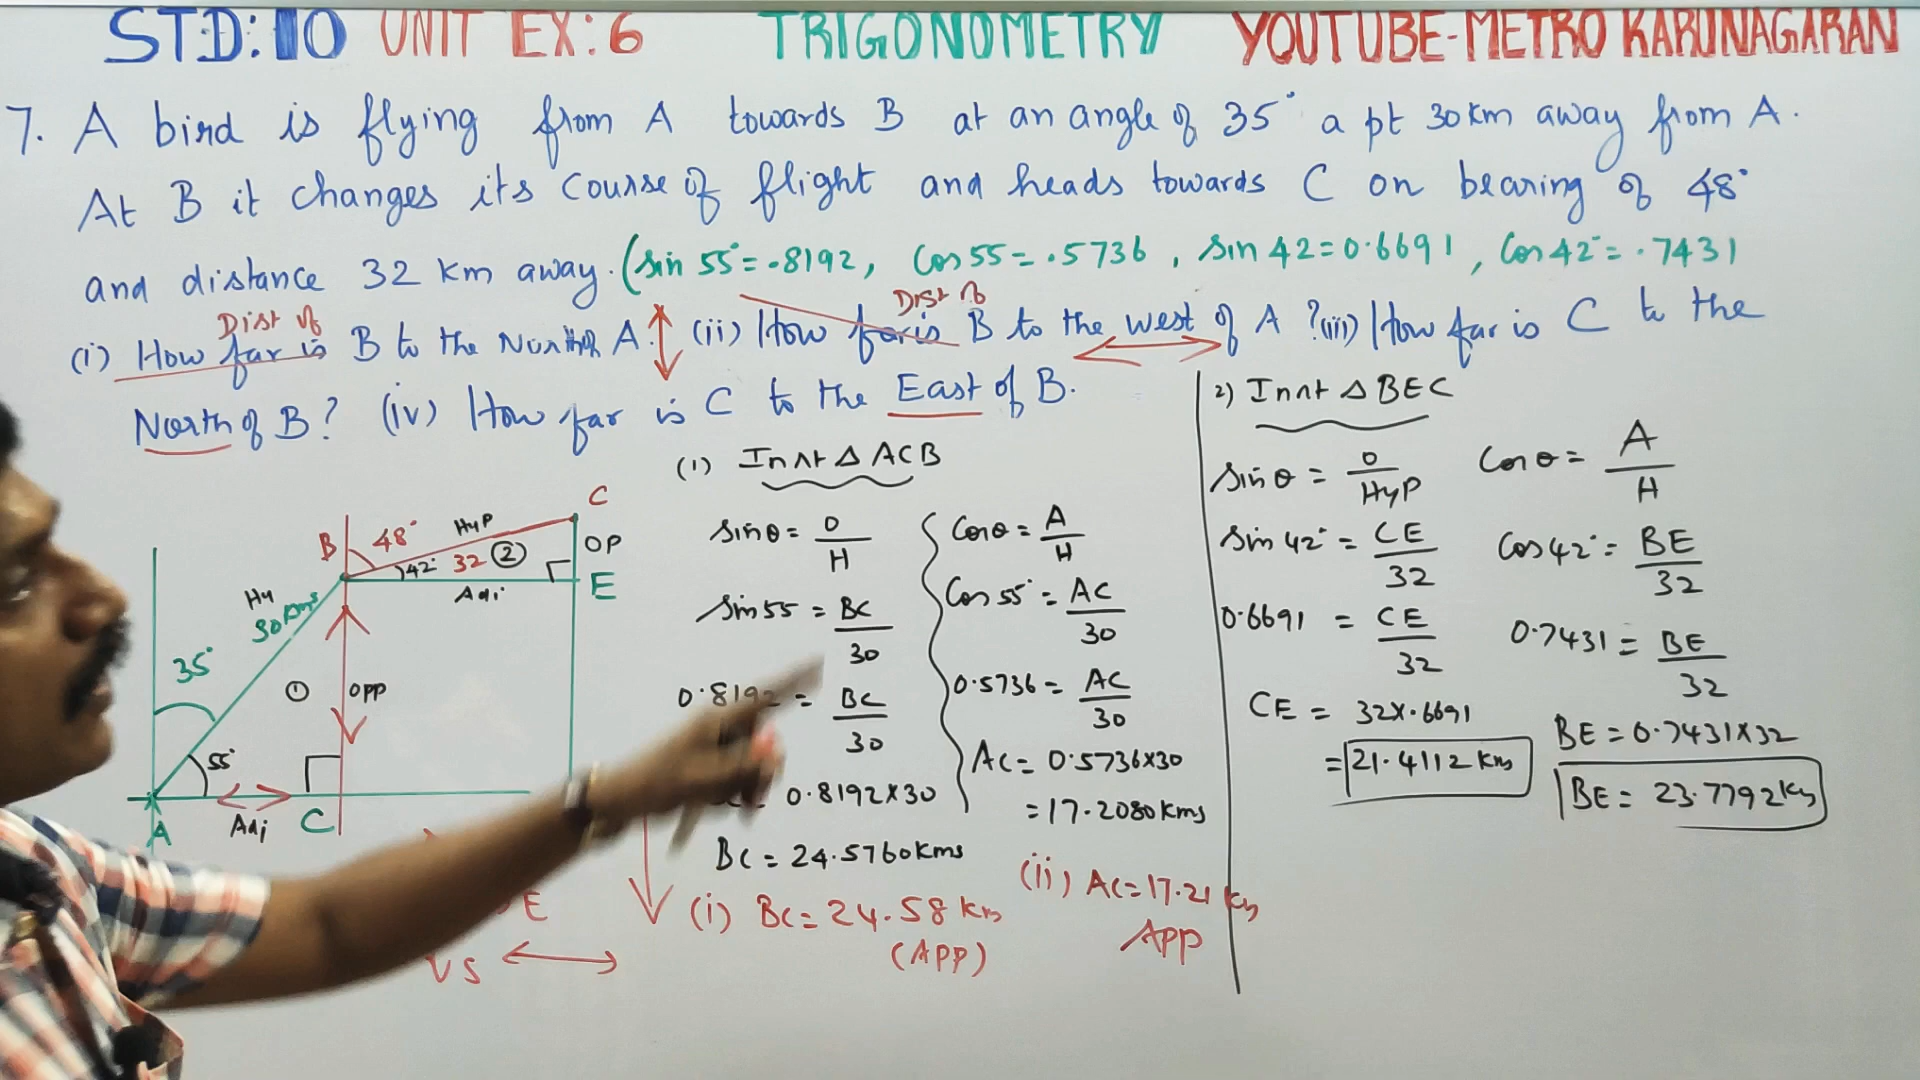 STD:10 UNIT EX:6 TRIGONOMETRY YOUTUBE-METRO KARUNAGARAN
7. A bird is flying from A towards B at an angle of 35° a pt 30km away from A.
At B it changes its course of flight and heads towards C on bearing of 48°
and distance 32 km away. (sin 55° = .8192, cos 55 = .5736, sin 42 = 0.6691, cos 42° = .7431
Dist of Dist of
(i) How far is B to the North of A. (ii) How far is B to the west of A? (iii) How far is C to the
North of B? (iv) How far is C to the East of B.
C
B 48° Hyp
42° 32 ② OP
E
Adj
Hy
30 kms
35°
① opp
55°
A Adj C
E
(1) In rt Δ ACB
sin θ = O/H
sin 55 = BC/30
0.8192 = BC/30
0.8192 X 30
BC = 24.5760 kms
(i) BC = 24.58 km
(APP)
cos θ = A/H
cos 55° = AC/30
0.5736 = AC/30
AC = 0.5736x30
= 17.2080 kms
(ii) AC = 17.21 km
APP
2) In rt Δ BEC
sin θ = O/Hyp
sin 42° = CE/32
0.6691 = CE/32
CE = 32x.6691
= 21.4112 km
cos θ = A/H
cos 42° = BE/32
0.7431 = BE/32
BE = 0.7431x32
BE = 23.7792 km